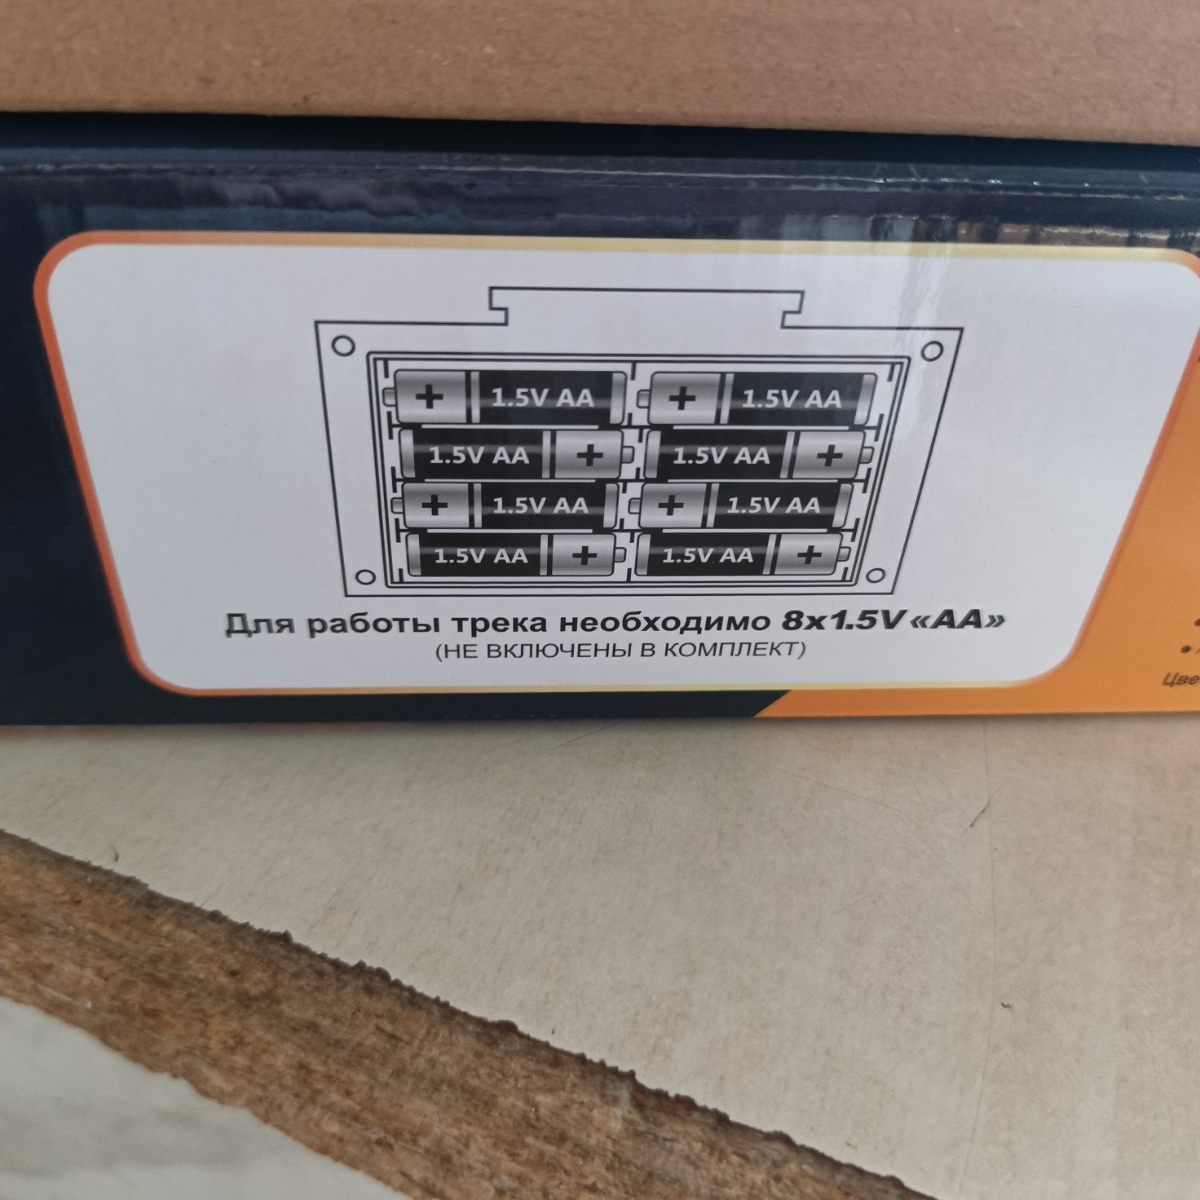 + 1.5V AA + 1.5V AA
1.5V AA + 1.5V AA +
+ 1.5V AA + 1.5V AA
1.5V AA + 1.5V AA +
Для работы трека необходимо 8x1.5V «AA»
(НЕ ВКЛЮЧЕНЫ В КОМПЛЕКТ)